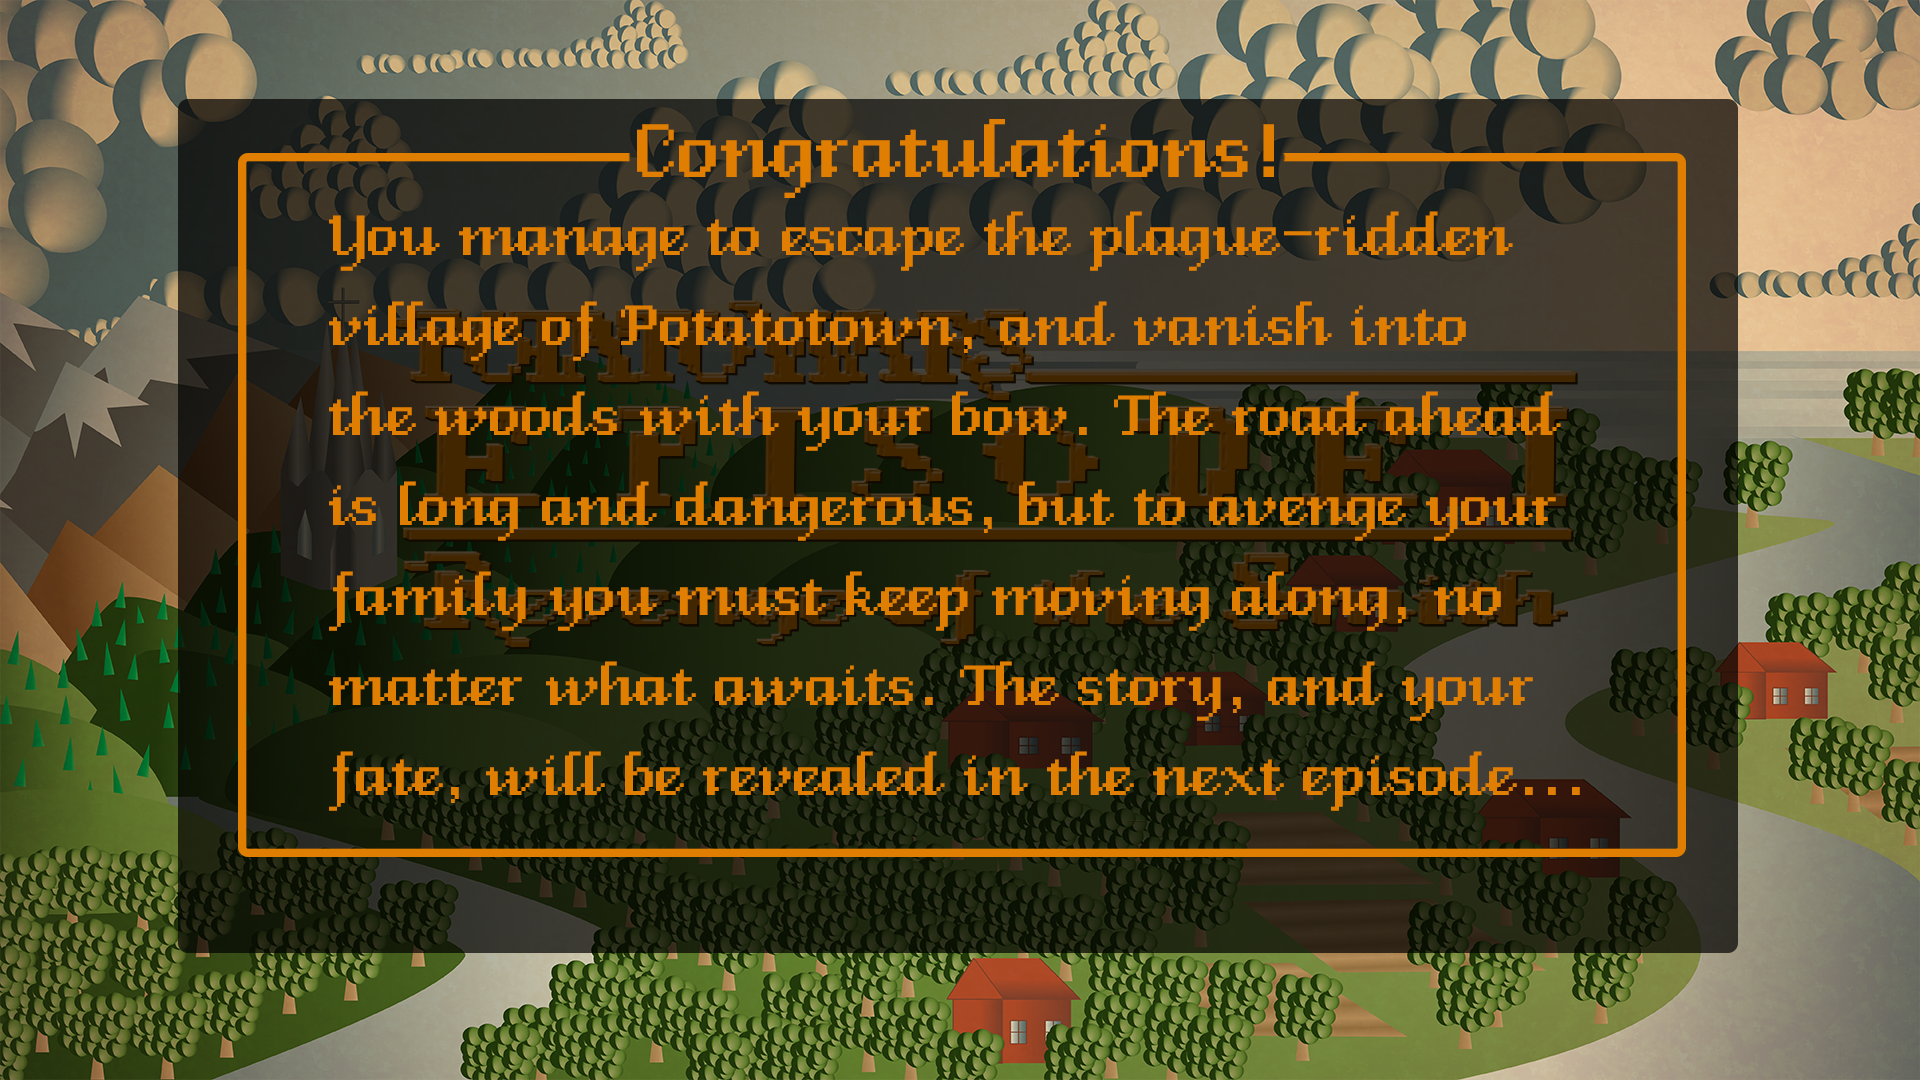 Congratulations!
You manage to escape the plague-ridden
village of Potatotown, and vanish into
the woods with your bow. The road ahead
is long and dangerous, but to avenge your
family you must keep moving along, no
matter what awaits. The story, and your
fate, will be revealed in the next episode...
EPISODE I